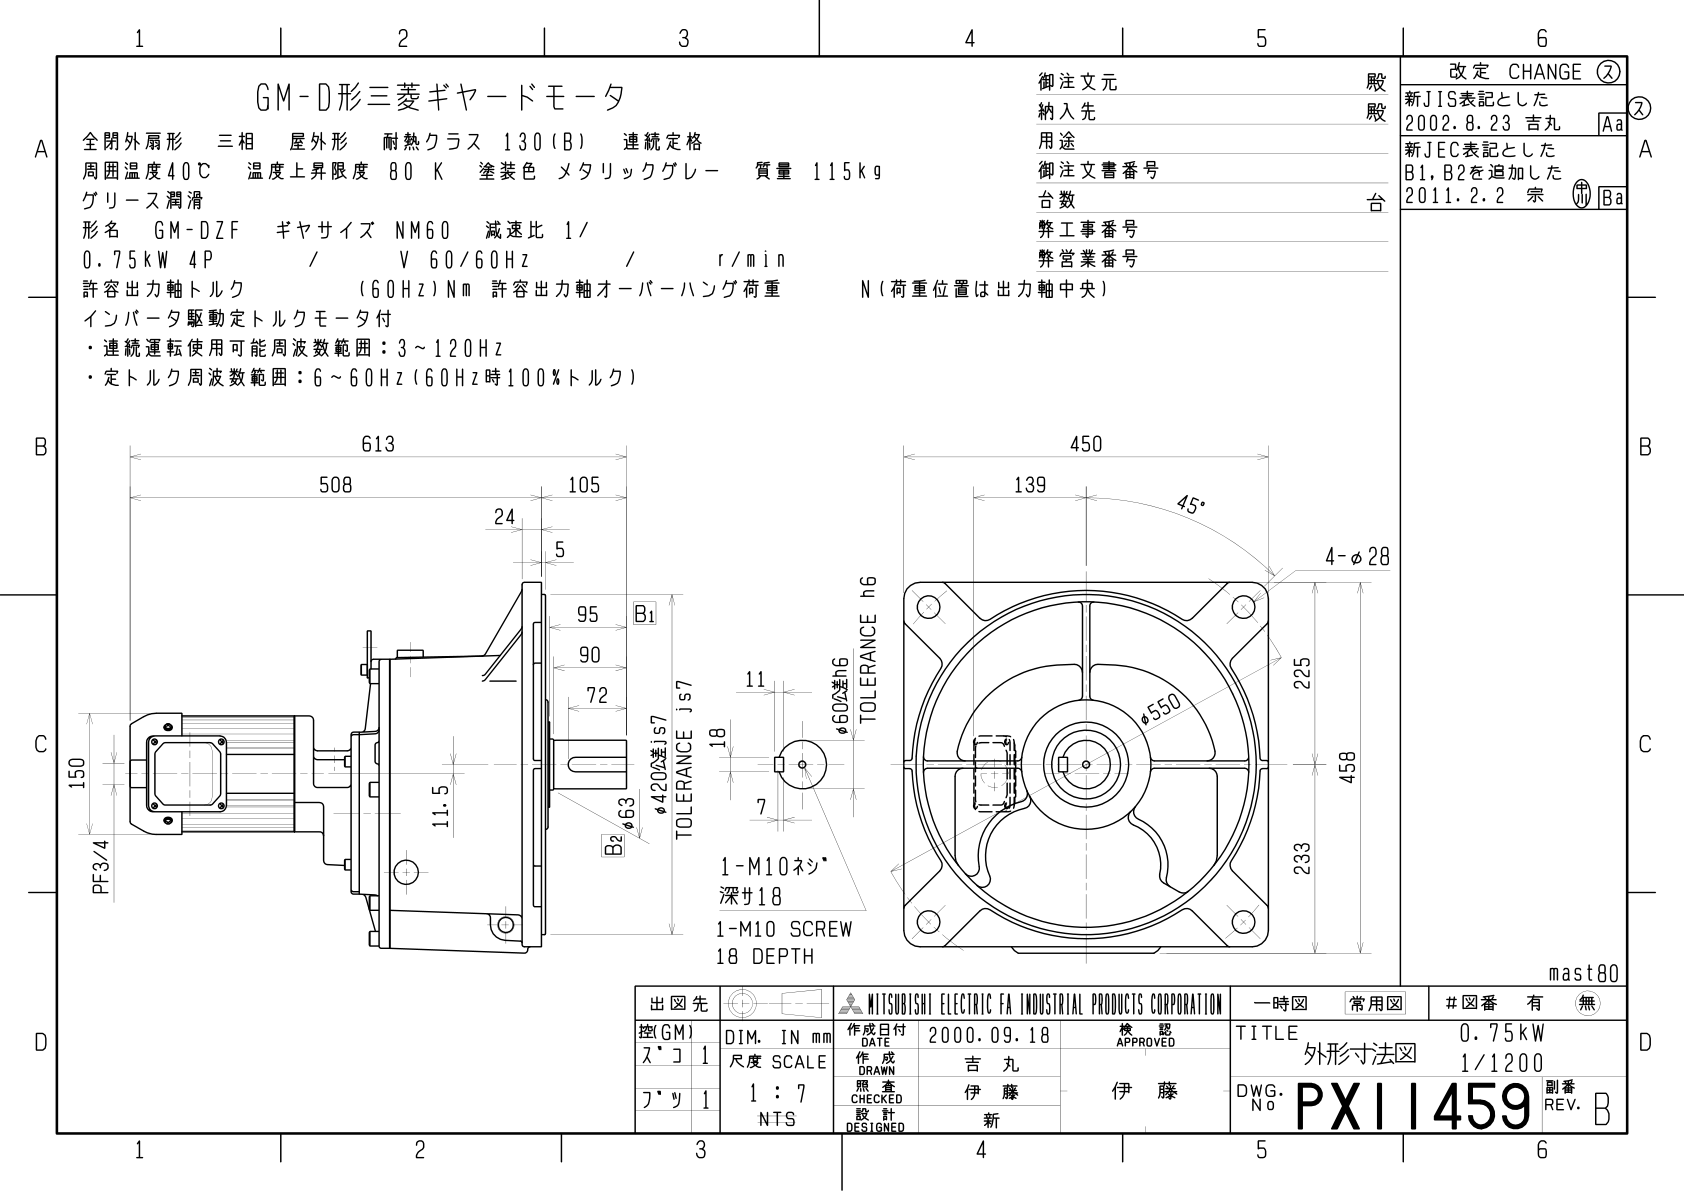 1 2 3 4 5 6
GM-D形三菱ギヤードモータ
全閉外扇形 三相 屋外形 耐熱クラス 130(B) 連続定格
周囲温度40℃ 温度上昇限度 80 K 塗装色 メタリックグレー 質量 115kg
グリース潤滑
形名 GM-DZF ギヤサイズ NM60 減速比 1/
0.75kW 4P / V 60/60Hz / r/min
許容出力軸トルク (60Hz)Nm 許容出力軸オーバーハング荷重 N(荷重位置は出力軸中央)
インバータ駆動定トルクモータ付
・連続運転使用可能周波数範囲：3~120Hz
・定トルク周波数範囲：6~60Hz(60Hz時100%トルク)
御注文元 殿
納入先 殿
用途
御注文書番号
台数 台
弊工事番号
弊営業番号
改定 CHANGE ス
新JIS表記とした
2002.8.23 吉丸 Aa
ス
新JEC表記とした
B1,B2を追加した
2011.2.2 宗 中川 Ba
A A
B B
C C
D D
613
508 105
24
5
95 B1
90
72
150
PF3/4
11.5
φ63
B2
φ420公差js7
TOLERANCE js7
11
18
7
φ60公差h6
TOLERANCE h6
1-M10ネジ
深サ18
1-M10 SCREW
18 DEPTH
450
139
45°
4-φ28
φ550
225
458
233
mast80
出図先
控(GM)
スﾞコ 1
フﾞツ 1
MITSUBISHI ELECTRIC FA INDUSTRIAL PRODUCTS CORPORATION
一時図 常用図 #図番 有 無
DIM. IN mm
尺度 SCALE
1:7
NTS
作成日付
DATE
2000.09.18
検認
APPROVED
作成
DRAWN
吉丸
照査
CHECKED
伊藤
伊藤
設計
DESIGNED
新
TITLE 0.75kW
外形寸法図 1/1200
DWG.
No
PX11459
副番
REV.
B
1 2 3 4 5 6